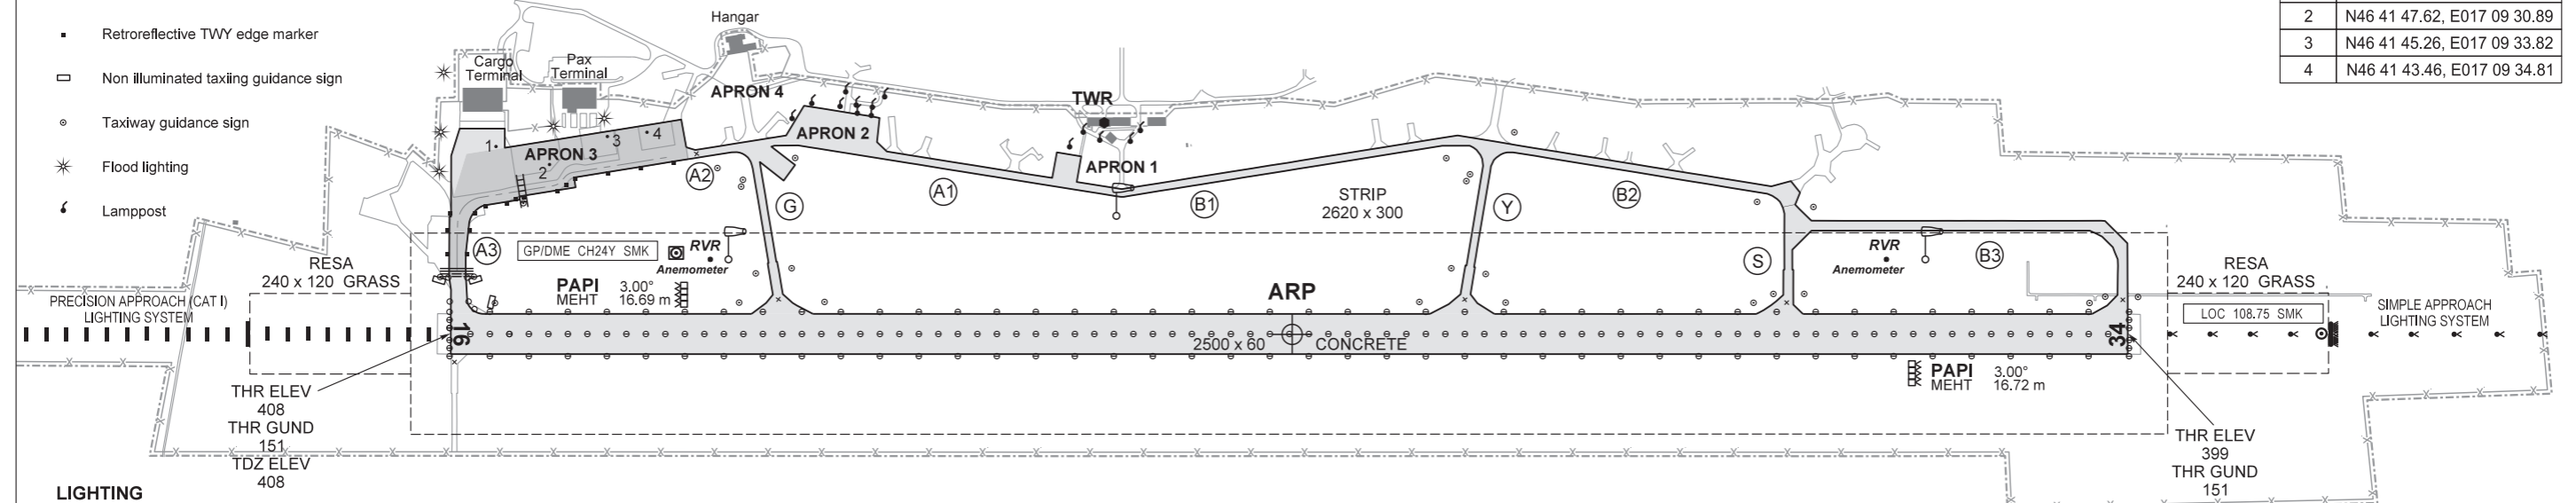 Retroreflective TWY edge marker
Non illuminated taxiing guidance sign
Taxiway guidance sign
Flood lighting
Lamppost
2 N46 41 47.62, E017 09 30.89
3 N46 41 45.26, E017 09 33.82
4 N46 41 43.46, E017 09 34.81
Hangar
Cargo
Terminal
Pax
Terminal
APRON 4
TWR
APRON 2
APRON 3
APRON 1
1
2
3
4
A2
G
A1
B1
STRIP
2620 x 300
Y
B2
A3
GP/DME CH24Y SMK
RVR
Anemometer
S
RVR
Anemometer
B3
RESA
240 x 120 GRASS
PAPI 3.00°
MEHT 16.69 m
ARP
RESA
240 x 120 GRASS
PRECISION APPROACH (CAT I)
LIGHTING SYSTEM
LOC 108.75 SMK
SIMPLE APPROACH
LIGHTING SYSTEM
16
2500 x 60 CONCRETE
34
PAPI 3.00°
MEHT 16.72 m
THR ELEV
408
THR GUND
151
TDZ ELEV
408
THR ELEV
399
THR GUND
151
LIGHTING